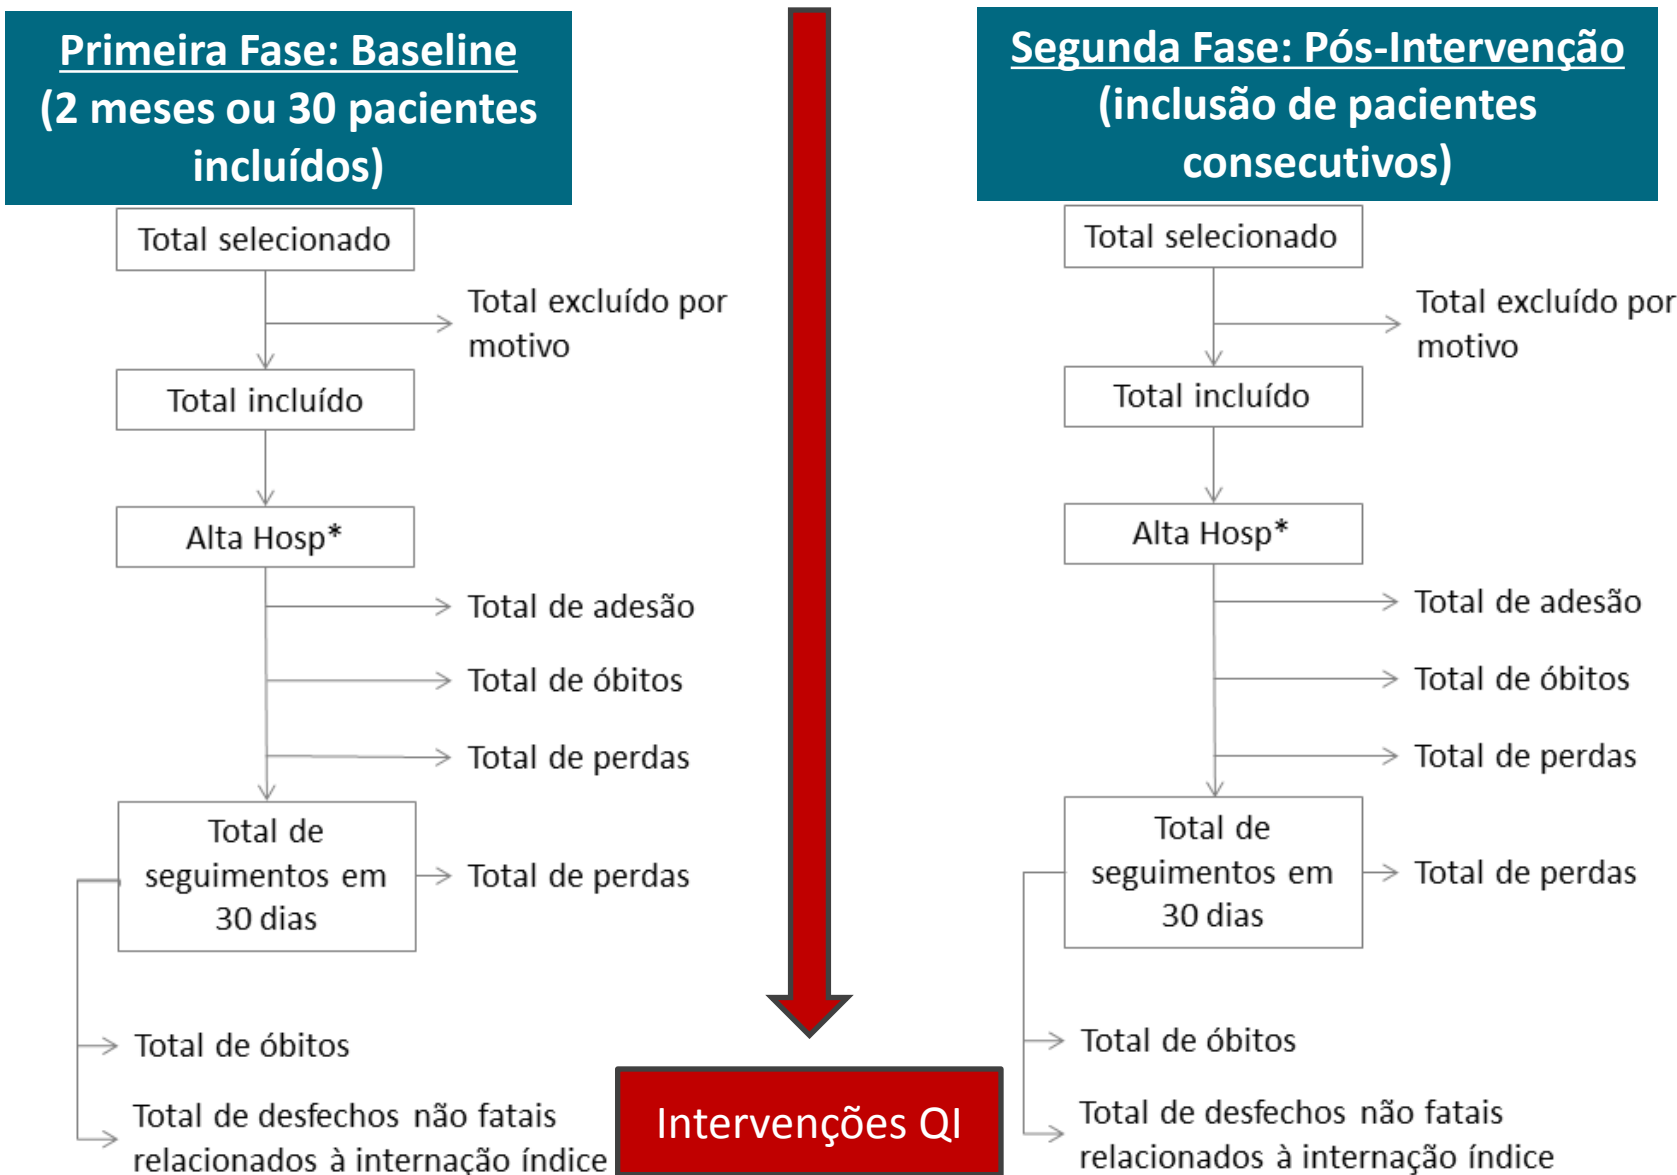 Primeira Fase: Baseline
(2 meses ou 30 pacientes
incluídos)
Total selecionado
Total excluído por
motivo
Total incluído
Alta Hosp*
Total de adesão
Total de óbitos
Total de perdas
Total de
seguimentos em
30 dias
Total de perdas
Total de óbitos
Total de desfechos não fatais
relacionados à internação índice
Intervenções QI
Segunda Fase: Pós-Intervenção
(inclusão de pacientes
consecutivos)
Total selecionado
Total excluído por
motivo
Total incluído
Alta Hosp*
Total de adesão
Total de óbitos
Total de perdas
Total de
seguimentos em
30 dias
Total de perdas
Total de óbitos
Total de desfechos não fatais
relacionados à internação índice